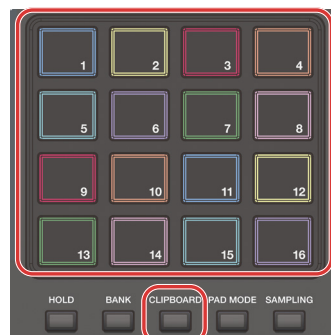 1 2 3 4
5 6 7 8
9 10 11 12
13 14 15 16
HOLD BANK CLIPBOARD PAD MODE SAMPLING